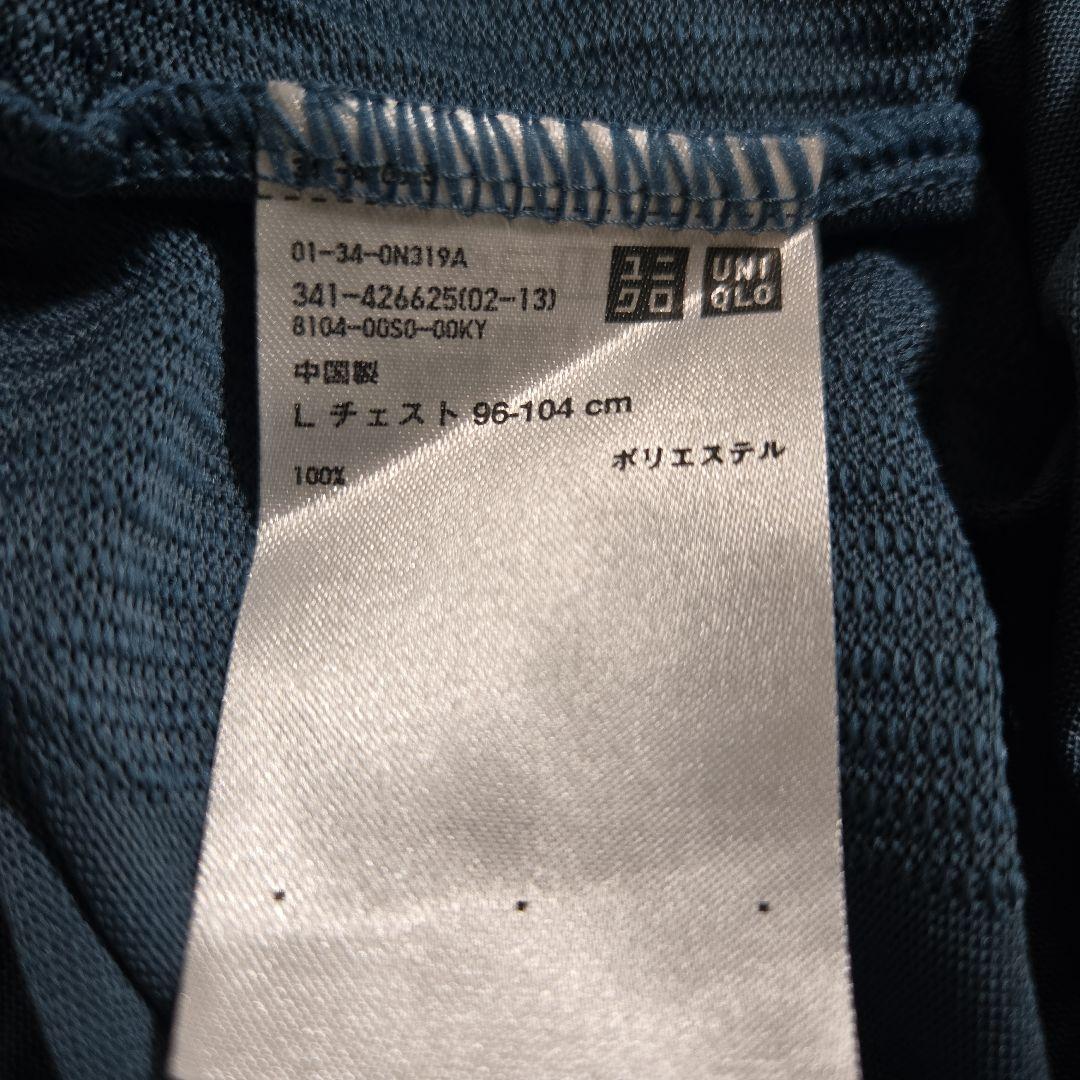 01-34-0N319A
341-426625(02-13)
8104-00S0-00KY
ユニクロ
UNIQLO
中国製
L チェスト 96-104 cm
ポリエステル
100%